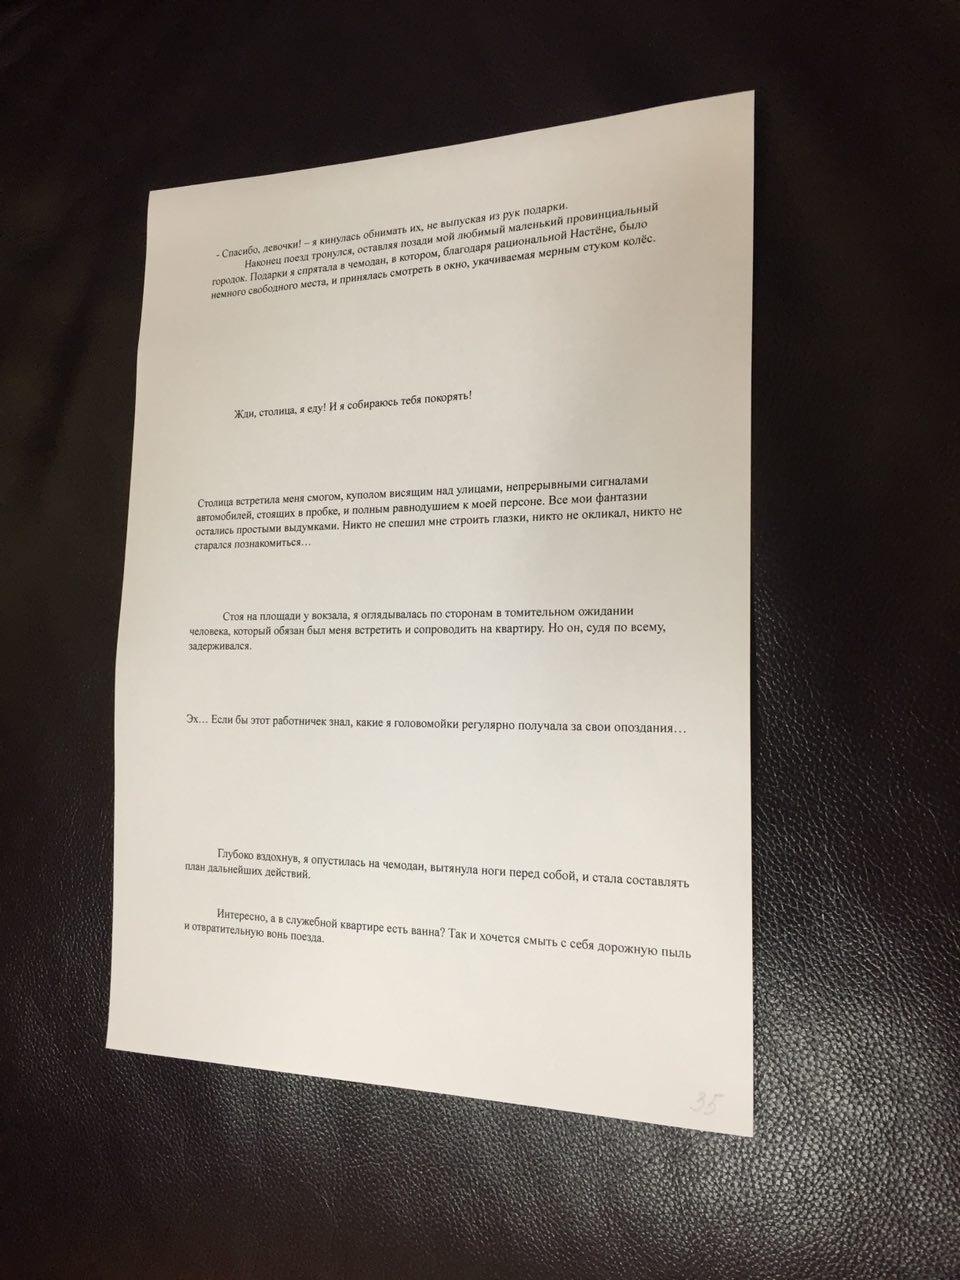 - Спасибо, девочки! – я кинулась обнимать их, не выпуская из рук подарки.
Наконец поезд тронулся, оставляя позади мой любимый маленький провинциальный
городок. Подарки я спрятала в чемодан, в котором, благодаря рациональной Настёне, было
немного свободного места, и принялась смотреть в окно, укачиваемая мерным стуком колёс.
Жди, столица, я еду! И я собираюсь тебя покорять!
Столица встретила меня смогом, куполом висящим над улицами, непрерывными сигналами
автомобилей, стоящих в пробке, и полным равнодушием к моей персоне. Все мои фантазии
остались простыми выдумками. Никто не спешил мне строить глазки, никто не окликал, никто не
старался познакомиться…
Стоя на площади у вокзала, я оглядывалась по сторонам в томительном ожидании
человека, который обязан был меня встретить и сопроводить на квартиру. Но он, судя по всему,
задерживался.
Эх… Если бы этот работничек знал, какие я головомойки регулярно получала за свои опоздания…
Глубоко вздохнув, я опустилась на чемодан, вытянула ноги перед собой, и стала составлять
план дальнейших действий.
Интересно, а в служебной квартире есть ванна? Так и хочется смыть с себя дорожную пыль
и отвратительную вонь поезда.
35